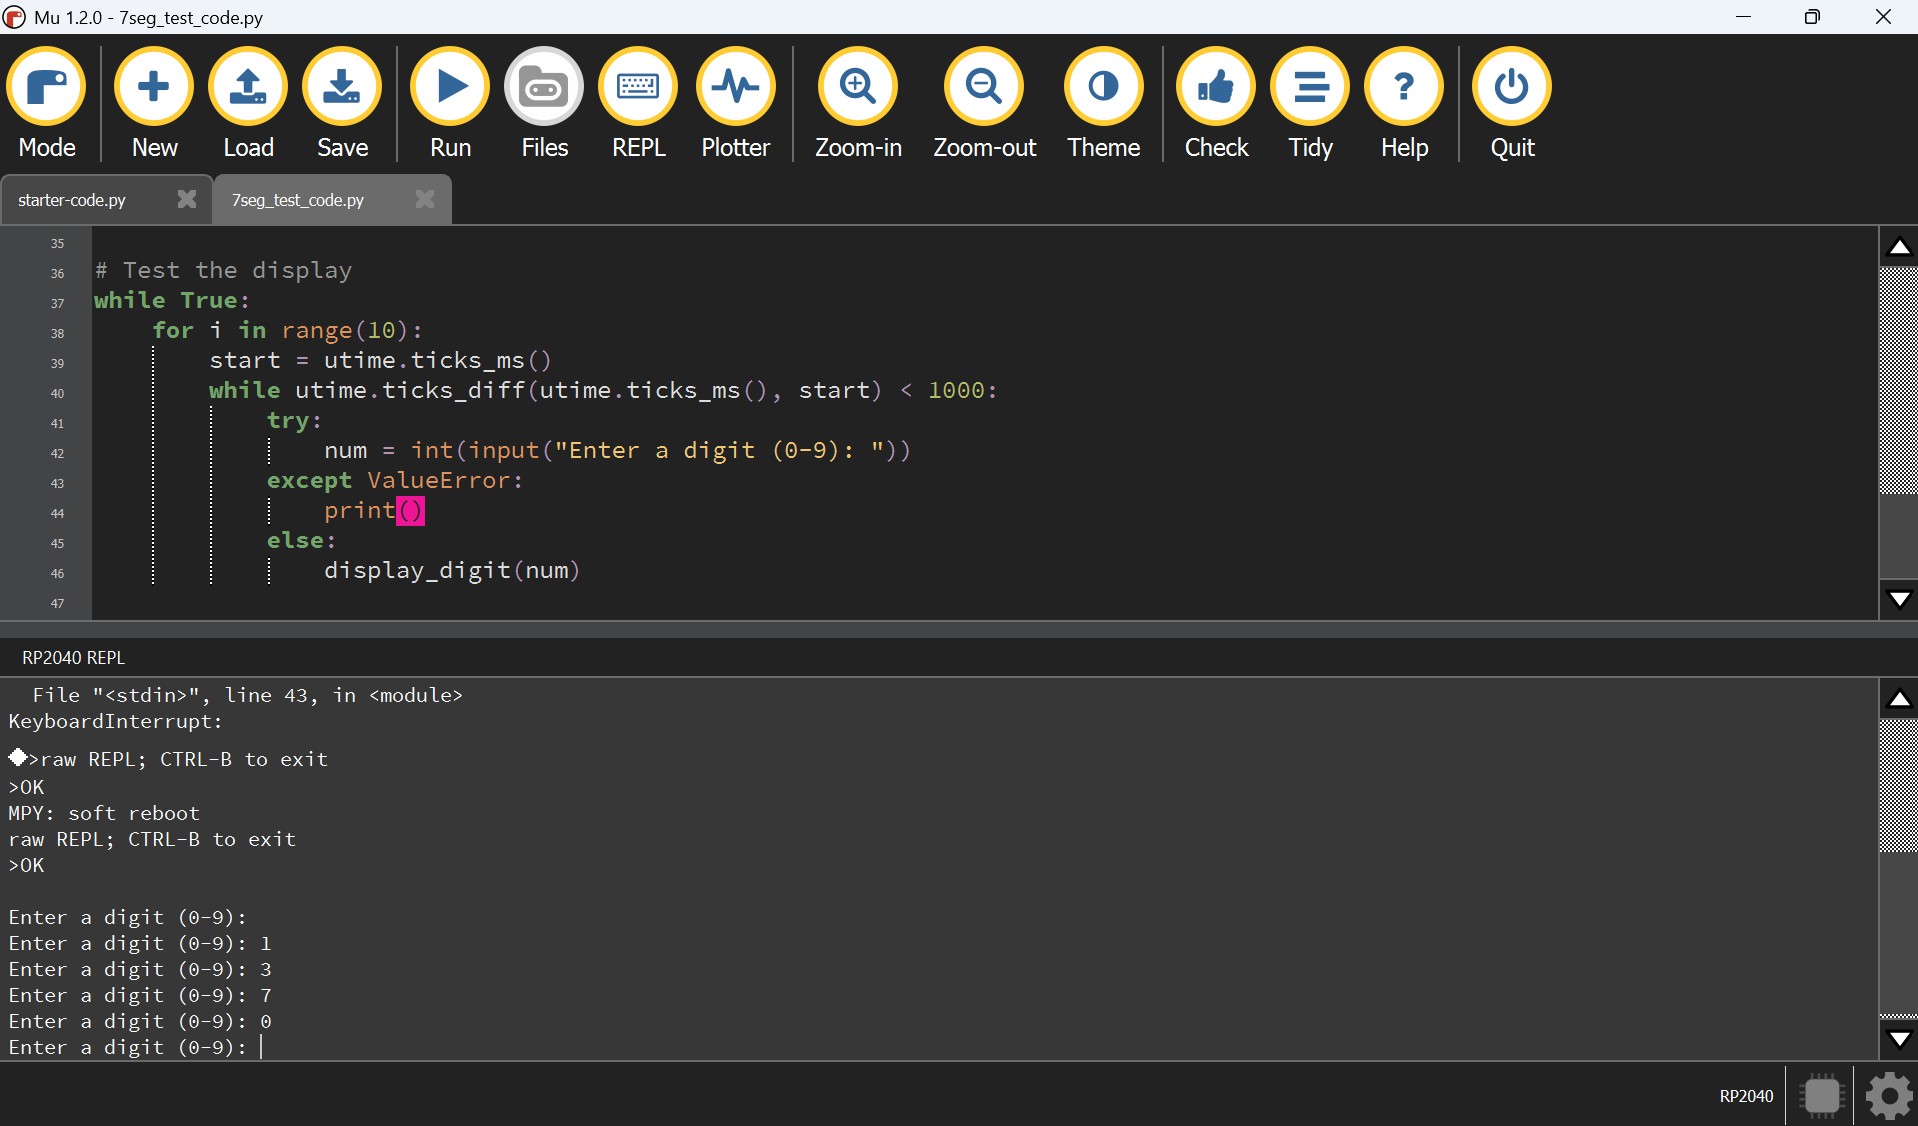 Mu 1.2.0 - 7seg_test_code.py
Mode New Load Save Run Files REPL Plotter Zoom-in Zoom-out Theme Check Tidy Help Quit
starter-code.py 7seg_test_code.py
35
36 # Test the display
37 while True:
38     for i in range(10):
39         start = utime.ticks_ms()
40         while utime.ticks_diff(utime.ticks_ms(), start) < 1000:
41             try:
42                 num = int(input("Enter a digit (0-9): "))
43             except ValueError:
44                 print()
45             else:
46                 display_digit(num)
47
RP2040 REPL
  File "<stdin>", line 43, in <module>
KeyboardInterrupt:
>raw REPL; CTRL-B to exit
>OK
MPY: soft reboot
raw REPL; CTRL-B to exit
>OK
Enter a digit (0-9):
Enter a digit (0-9): 1
Enter a digit (0-9): 3
Enter a digit (0-9): 7
Enter a digit (0-9): 0
Enter a digit (0-9):
RP2040